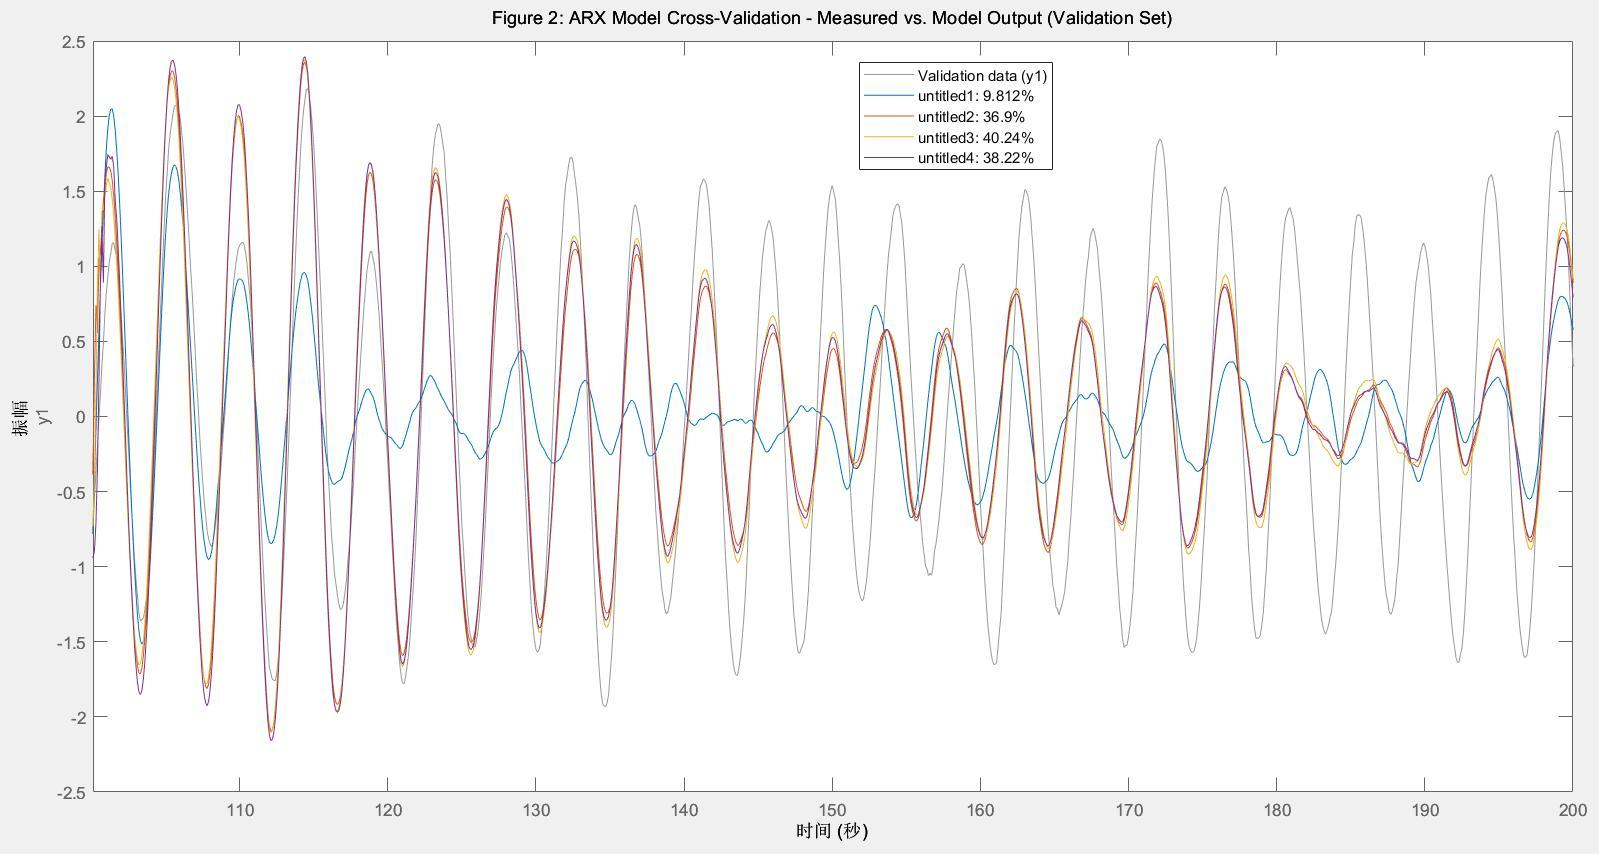 Figure 2: ARX Model Cross-Validation - Measured vs. Model Output (Validation Set)
Validation data (y1)
untitled1: 9.812%
untitled2: 36.9%
untitled3: 40.24%
untitled4: 38.22%
2.5
2
1.5
1
0.5
0
-0.5
-1
-1.5
-2
-2.5
振幅
y1
110
120
130
140
150
160
170
180
190
200
时间 (秒)